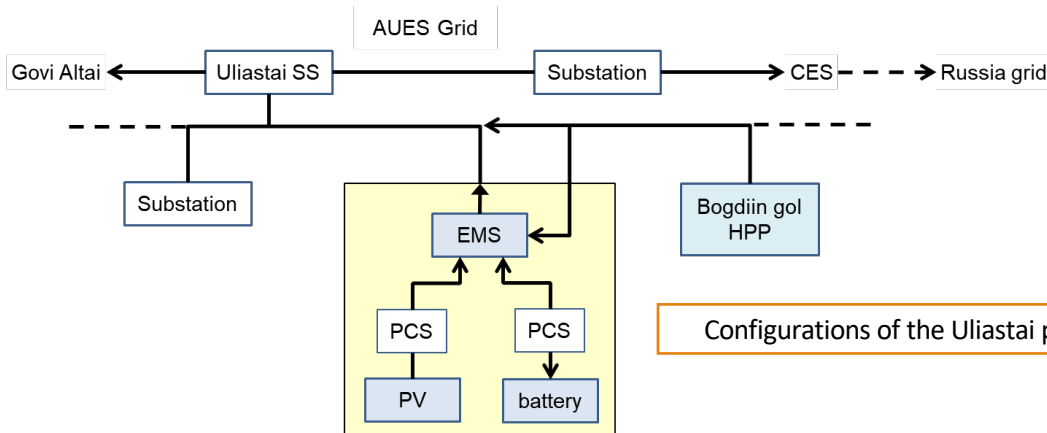 AUES Grid
Govi Altai
Uliastai SS
Substation
CES
Russia grid
Substation
Bogdiin gol
HPP
EMS
PCS
PCS
Configurations of the Uliastai
PV
battery